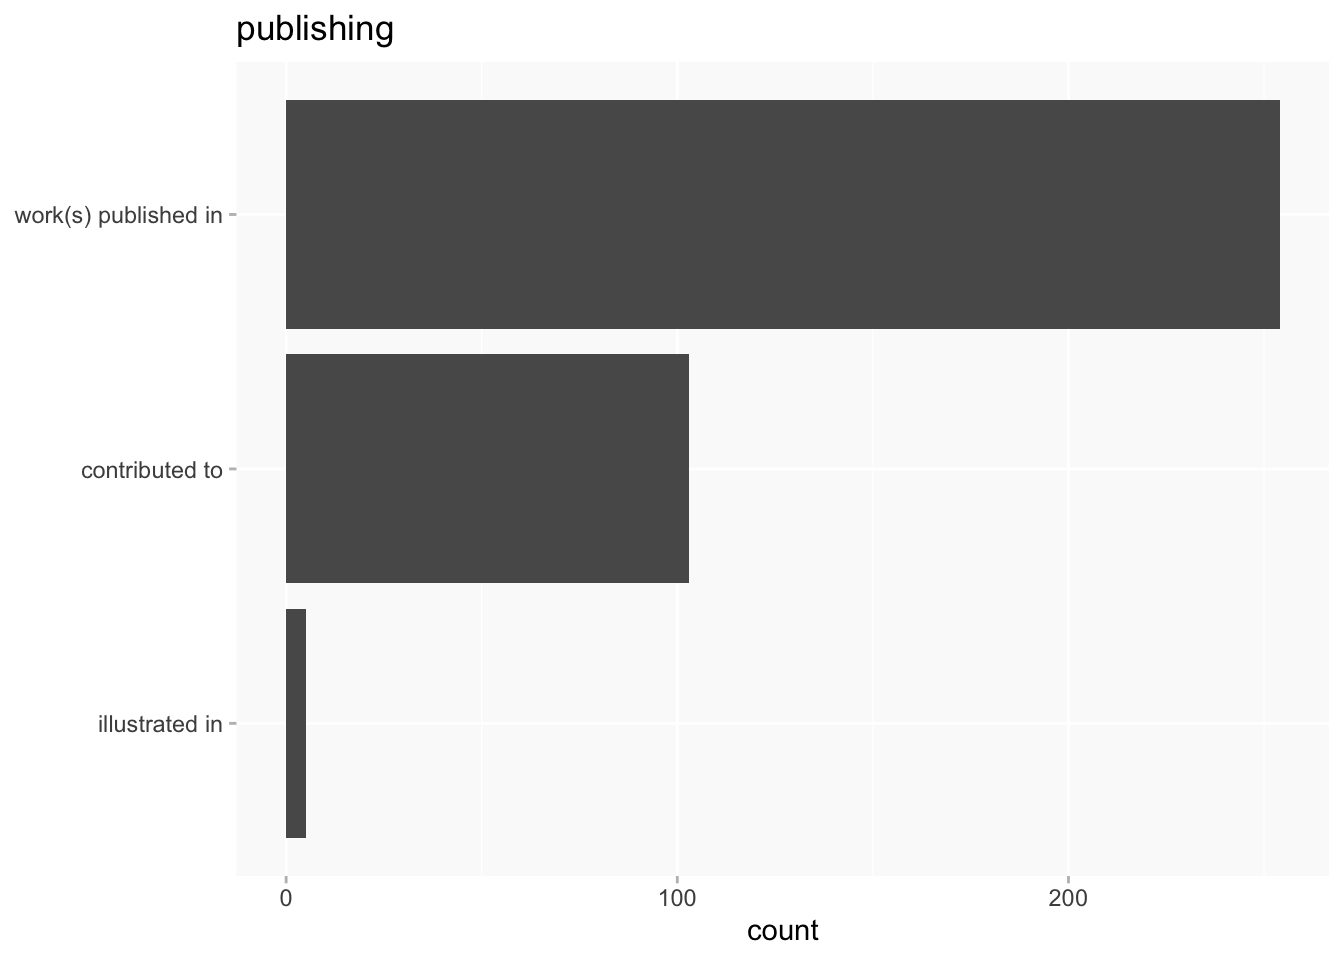 publishing
work(s) published in
contributed to
illustrated in
0 100 200
count